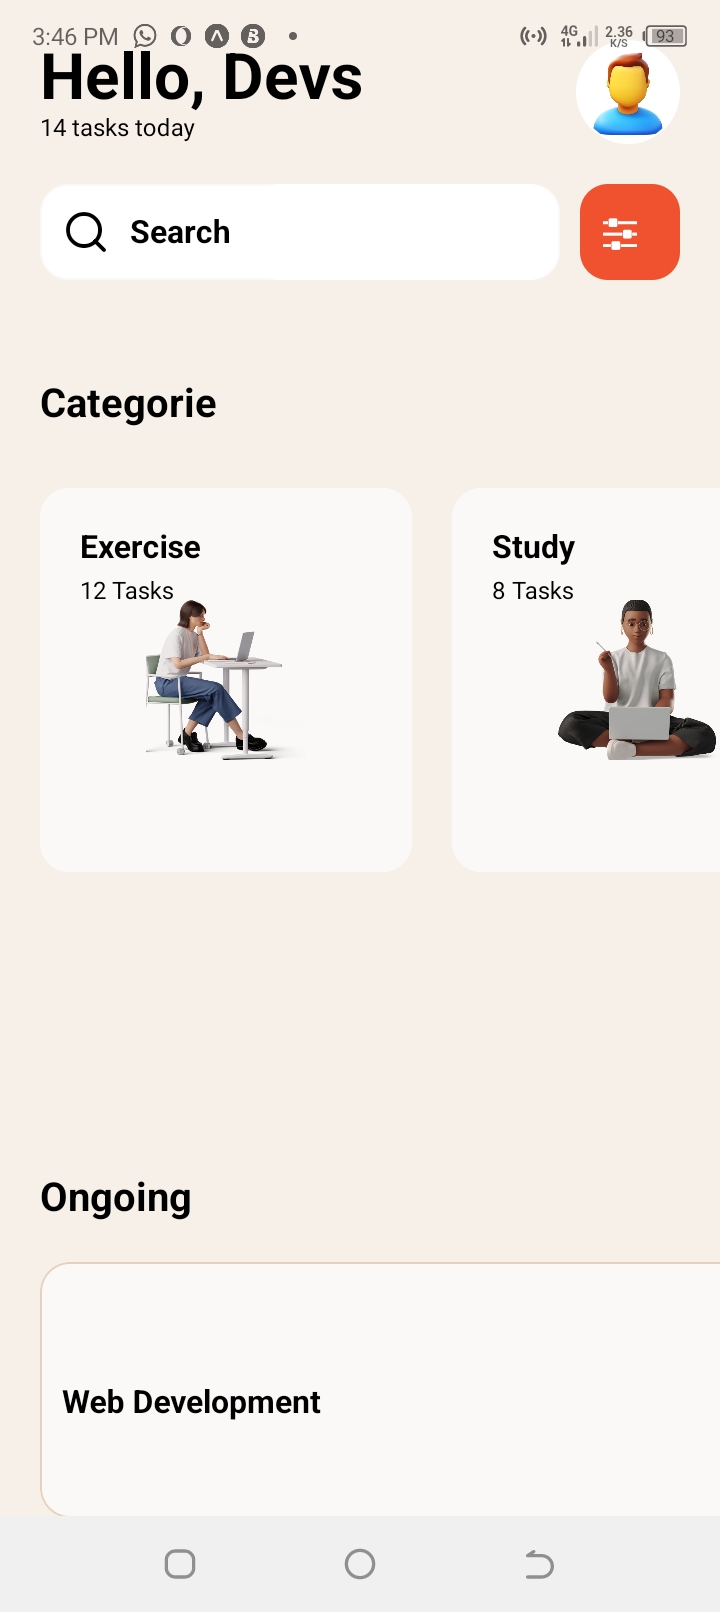 3:46 PM
4G
2.36
K/S
93
Hello, Devs
14 tasks today
Search
Categorie
Exercise
12 Tasks
Study
8 Tasks
Ongoing
Web Development